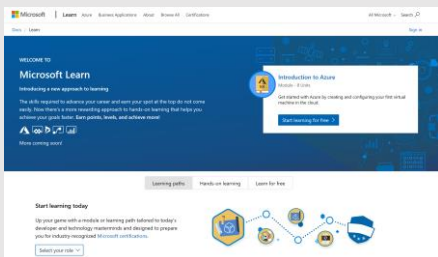 Microsoft | Learn Azure Business Applications About Browse All Certifications All Microsoft Search
Docs / Learn Sign in
WELCOME TO
Microsoft Learn
Introducing a new approach to learning
The skills required to advance your career and earn your spot at the top do not come
easily. Now there's a more rewarding approach to hands-on learning that helps you
achieve your goals faster. Earn points, levels, and achieve more!
More coming soon!
Introduction to Azure
Module · 8 Units
Get started with Azure by creating and configuring your first virtual
machine in the cloud.
Start learning for free >
Learning paths Hands-on learning Learn for free
Start learning today
Up your game with a module or learning path tailored to today's
developer and technology masterminds and designed to prepare
you for industry-recognized Microsoft certifications.
Select your role